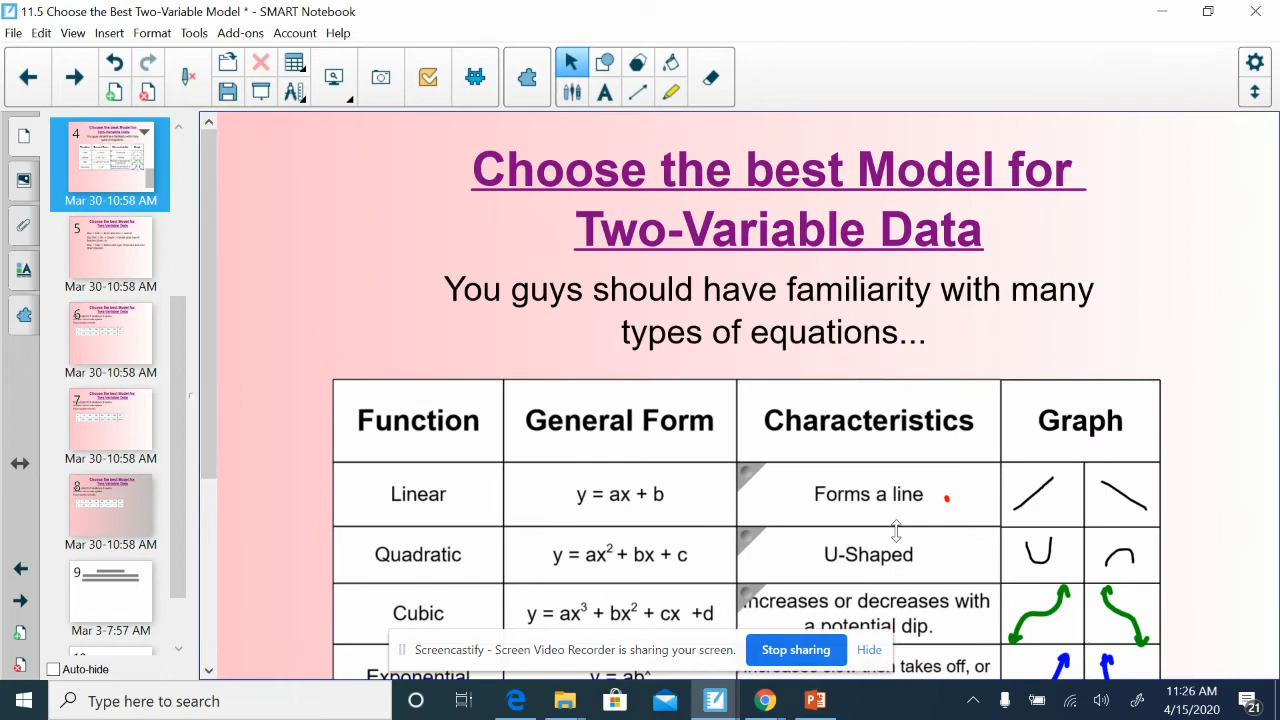 11.5 Choose the Best Two-Variable Model * - SMART Notebook
File Edit View Insert Format Tools Add-ons Account Help
4
Mar 30-10:58 AM
5
Mar 30-10:58 AM
6
Mar 30-10:58 AM
7
Mar 30-10:58 AM
8
Mar 30-10:58 AM
9
Mar 3-7:57 AM
Auto-hide
Choose the best Model for
Two-Variable Data
You guys should have familiarity with many
types of equations...
Function General Form Characteristics Graph
Linear y = ax + b Forms a line
Quadratic y = ax² + bx + c U-Shaped
Cubic y = ax³ + bx² + cx +d
Increases or decreases with
a potential dip.
Exponential y = abˣ
Increases slow then takes off, or
Screencastify - Screen Video Recorder is sharing your screen. Stop sharing Hide
Type here to search
11:26 AM
4/15/2020
21